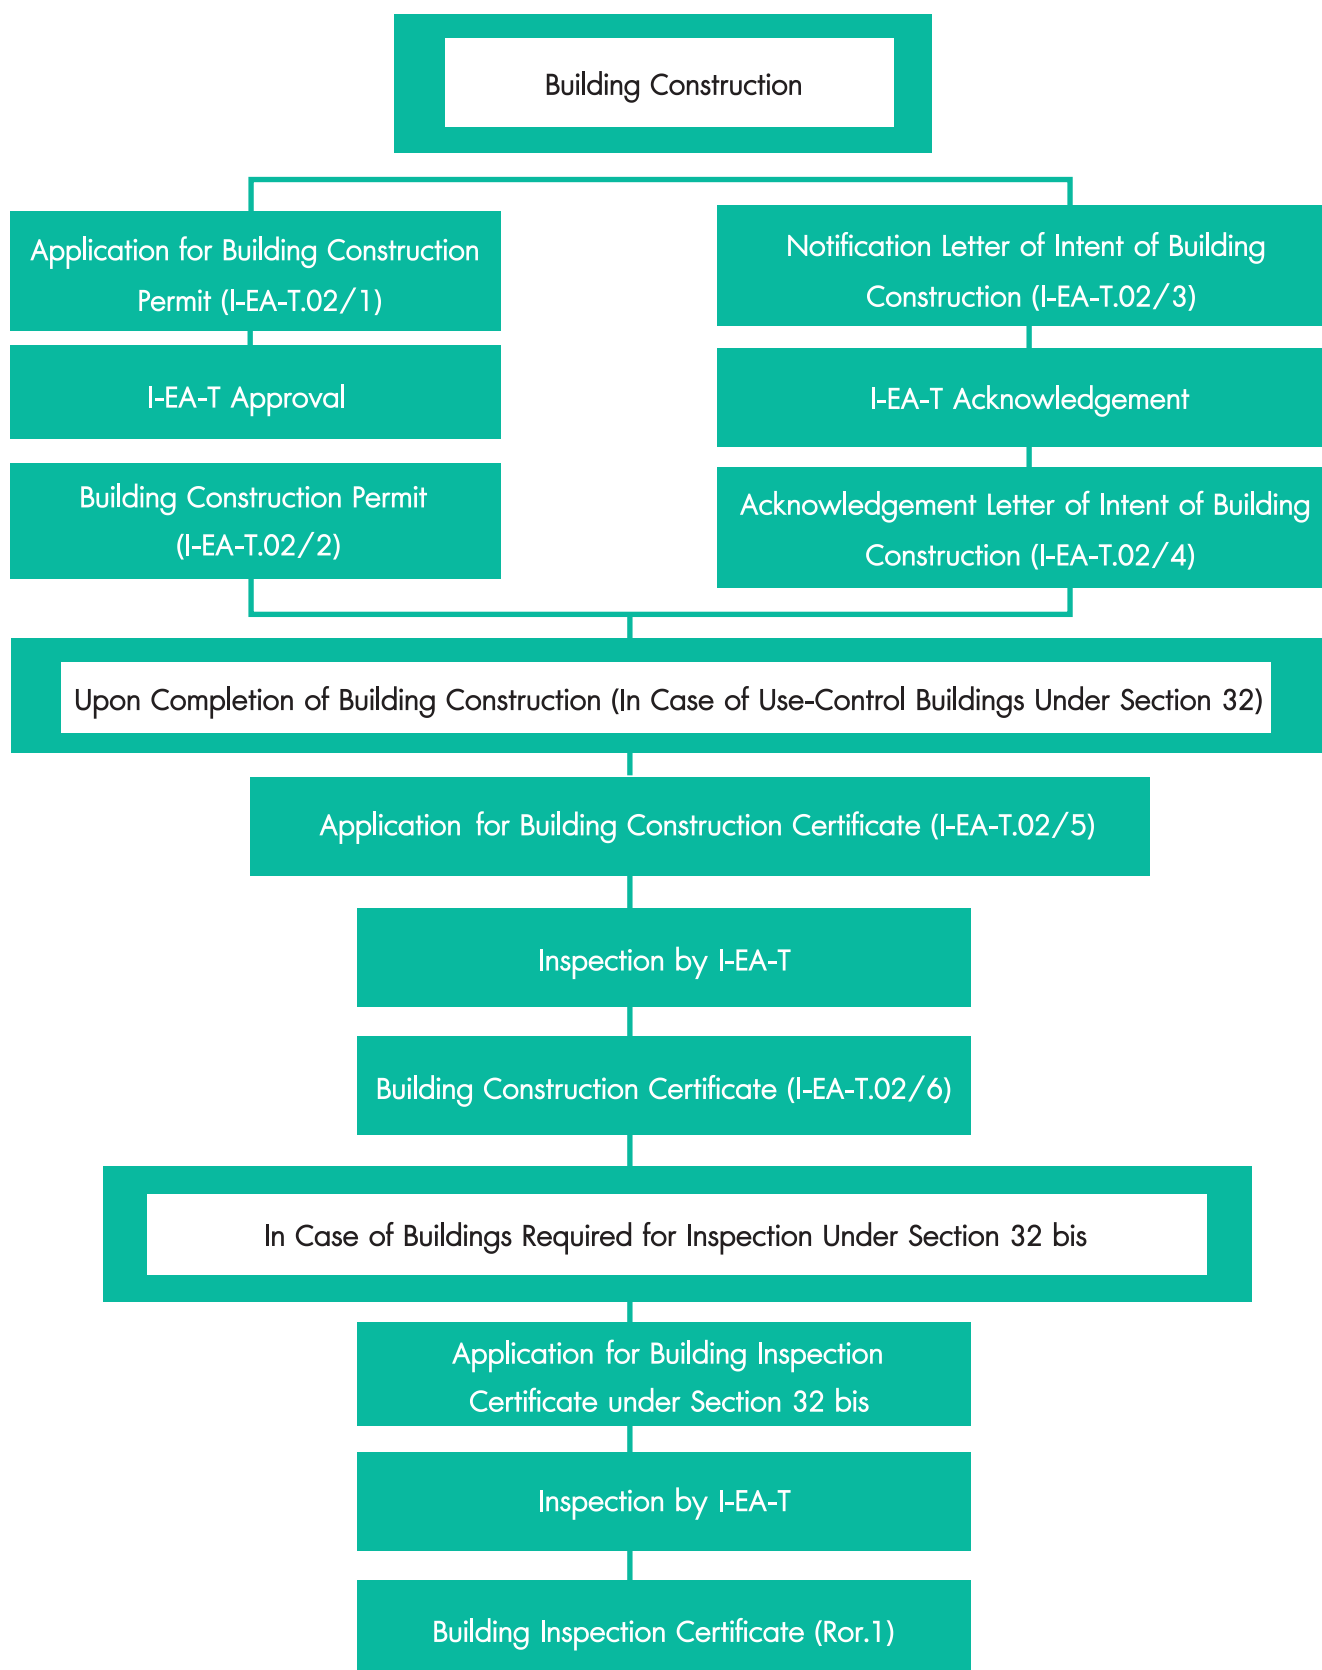 Building Construction
Application for Building Construction
Permit (I-EA-T.02/1)
I-EA-T Approval
Building Construction Permit
(I-EA-T.02/2)
Notification Letter of Intent of Building
Construction (I-EA-T.02/3)
I-EA-T Acknowledgement
Acknowledgement Letter of Intent of Building
Construction (I-EA-T.02/4)
Upon Completion of Building Construction (In Case of Use-Control Buildings Under Section 32)
Application for Building Construction Certificate (I-EA-T.02/5)
Inspection by I-EA-T
Building Construction Certificate (I-EA-T.02/6)
In Case of Buildings Required for Inspection Under Section 32 bis
Application for Building Inspection
Certificate under Section 32 bis
Inspection by I-EA-T
Building Inspection Certificate (Ror.1)